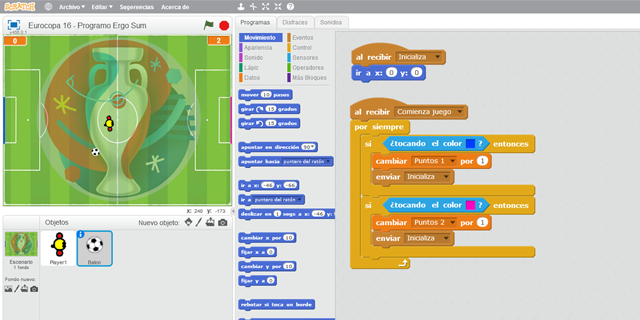 SCRATCH Archivo Editar Sugerencias Acerca de
Eurocopa 16 - Programo Ergo Sum
v450.0.1
0 2
x: 240 y: -173
Objetos Nuevo objeto:
Escenario
1 fondo
Fondo nuevo:
Player1
Balon
Programas Disfraces Sonidos
Movimiento Eventos
Apariencia Control
Sonido Sensores
Lápiz Operadores
Datos Más Bloques
mover 10 pasos
girar 15 grados
girar 15 grados
apuntar en dirección 90
apuntar hacia puntero del ratón
ir a x: -46 y: -66
ir a puntero del ratón
deslizar en 1 segs a x: -46 y:
cambiar x por 10
fijar x a 0
cambiar y por 10
fijar y a 0
rebotar si toca un borde
al recibir Inicializa
ir a x: 0 y: 0
al recibir Comienza Juego
por siempre
si ¿tocando el color ? entonces
cambiar Puntos 1 por 1
enviar Inicializa
si ¿tocando el color ? entonces
cambiar Puntos 2 por 1
enviar Inicializa